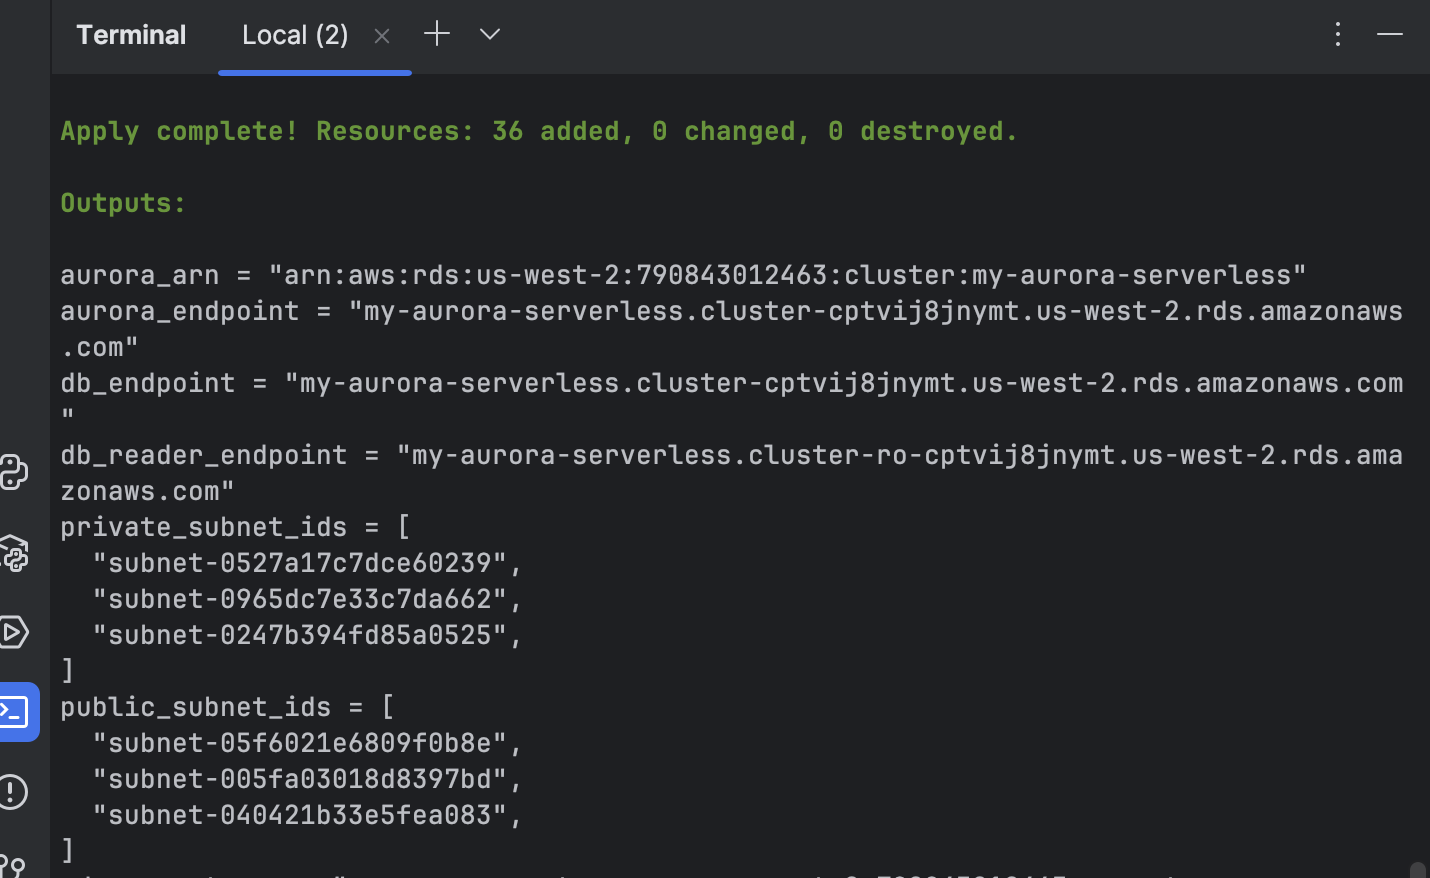 Terminal Local (2)
Apply complete! Resources: 36 added, 0 changed, 0 destroyed.
Outputs:
aurora_arn = "arn:aws:rds:us-west-2:790843012463:cluster:my-aurora-serverless"
aurora_endpoint = "my-aurora-serverless.cluster-cptvij8jnymt.us-west-2.rds.amazonaws
.com"
db_endpoint = "my-aurora-serverless.cluster-cptvij8jnymt.us-west-2.rds.amazonaws.com
"
db_reader_endpoint = "my-aurora-serverless.cluster-ro-cptvij8jnymt.us-west-2.rds.ama
zonaws.com"
private_subnet_ids = [
  "subnet-0527a17c7dce60239",
  "subnet-0965dc7e33c7da662",
  "subnet-0247b394fd85a0525",
]
public_subnet_ids = [
  "subnet-05f6021e6809f0b8e",
  "subnet-005fa03018d8397bd",
  "subnet-040421b33e5fea083",
]